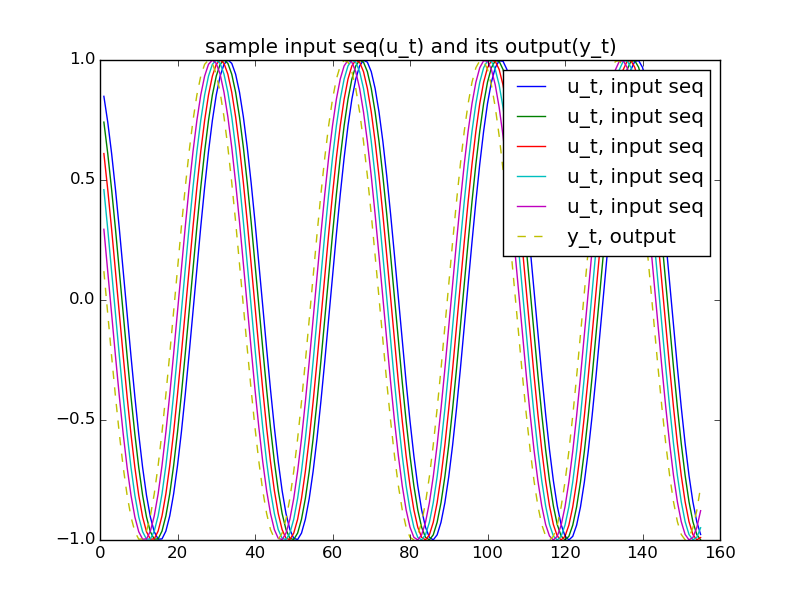 sample input seq(u_t) and its output(y_t)
1.0
0.5
0.0
−0.5
−1.0
u_t, input seq
u_t, input seq
u_t, input seq
u_t, input seq
u_t, input seq
y_t, output
0 20 40 60 80 100 120 140 160